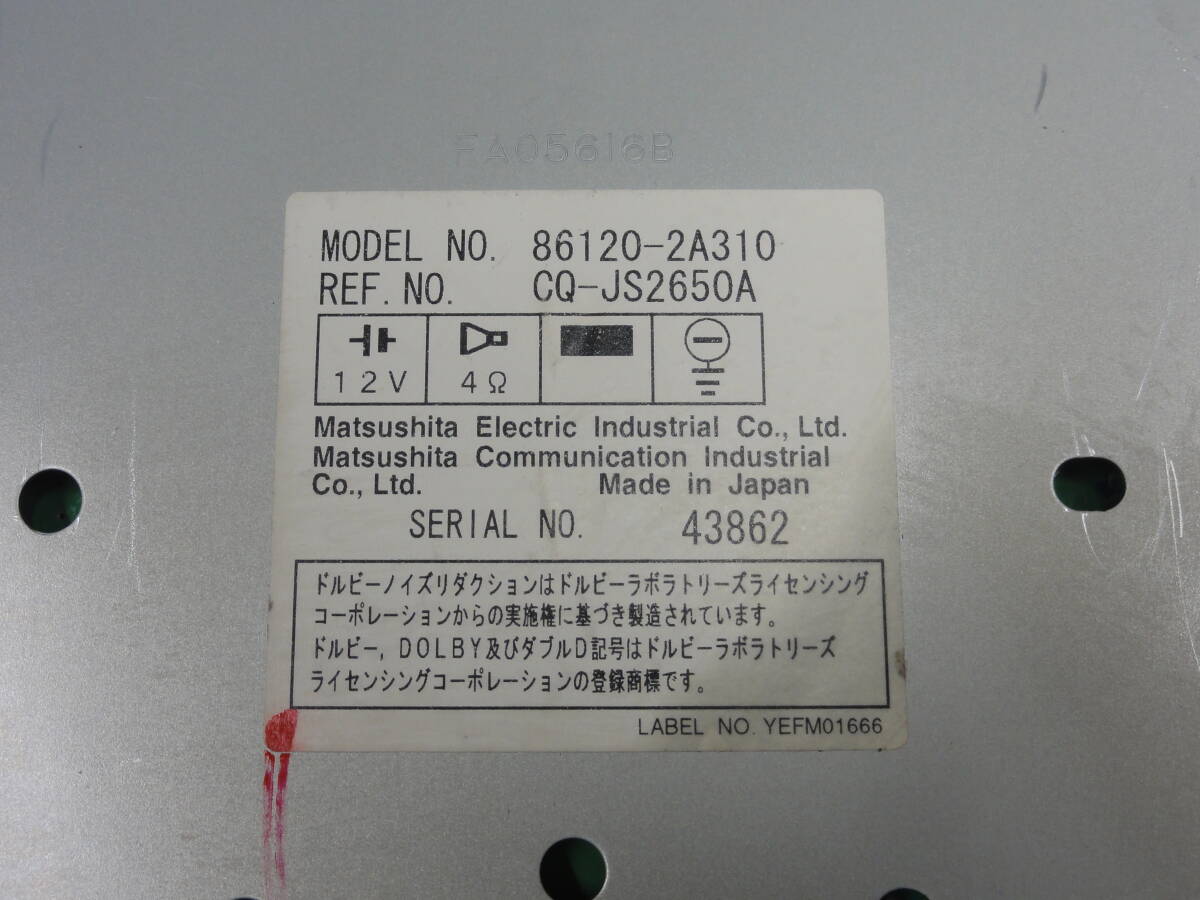 FA05616B
MODEL NO. 86120-2A310
REF. NO. CQ-JS2650A
12V 4Ω
Matsushita Electric Industrial Co., Ltd.
Matsushita Communication Industrial
Co., Ltd. Made in Japan
SERIAL NO. 43862
ドルビーノイズリダクションはドルビーラボラトリーズライセンシング
コーポレーションからの実施権に基づき製造されています。
ドルビー, DOLBY及びダブルD記号はドルビーラボラトリーズ
ライセンシングコーポレーションの登録商標です。
LABEL NO. YEFM01666